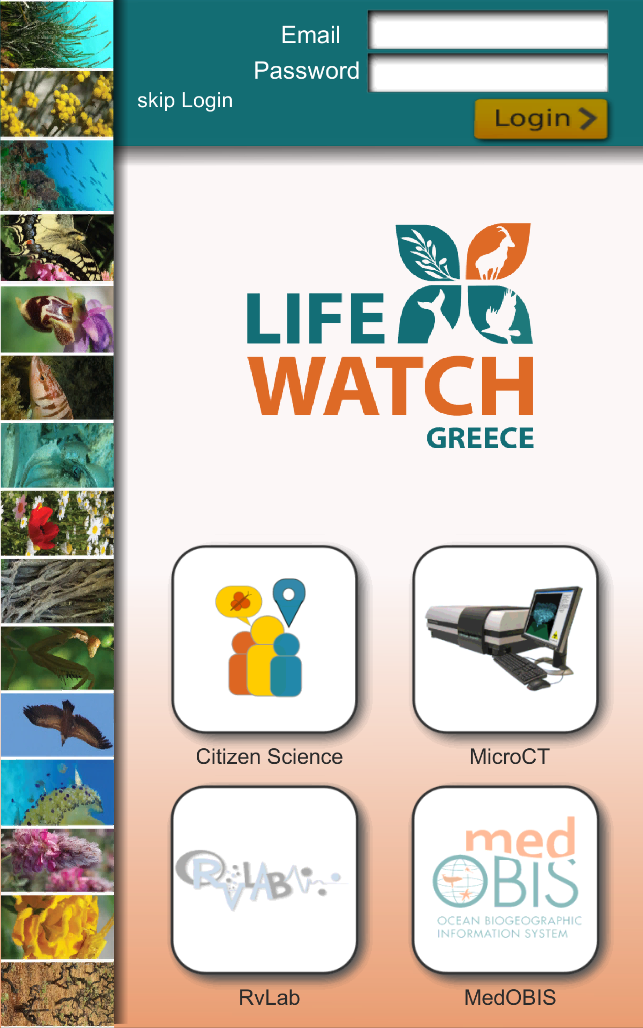 Email
Password
skip Login
Login
LIFE
WATCH
GREECE
Citizen Science
MicroCT
RvLAB
med
OBIS
OCEAN BIOGEOGRAPHIC
INFORMATION SYSTEM
RvLab
MedOBIS